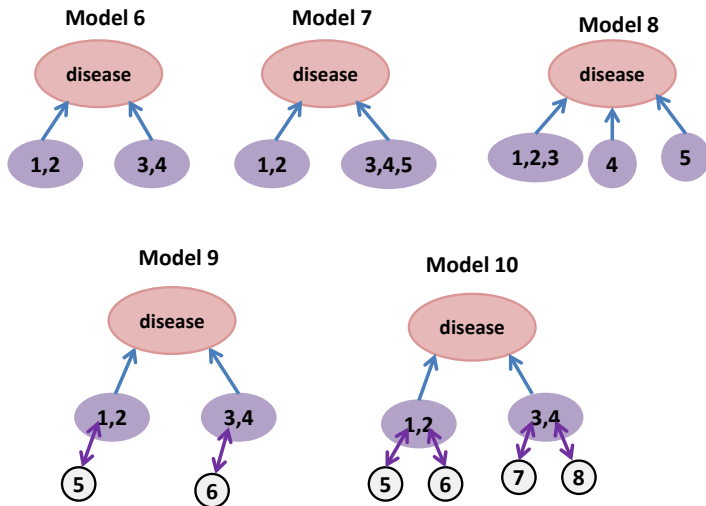 Model 6
Model 7
Model 8
disease
disease
disease
1,2
3,4
1,2
3,4,5
1,2,3
4
5
Model 9
Model 10
disease
disease
1,2
3,4
1,2
3,4
5
6
5
6
7
8